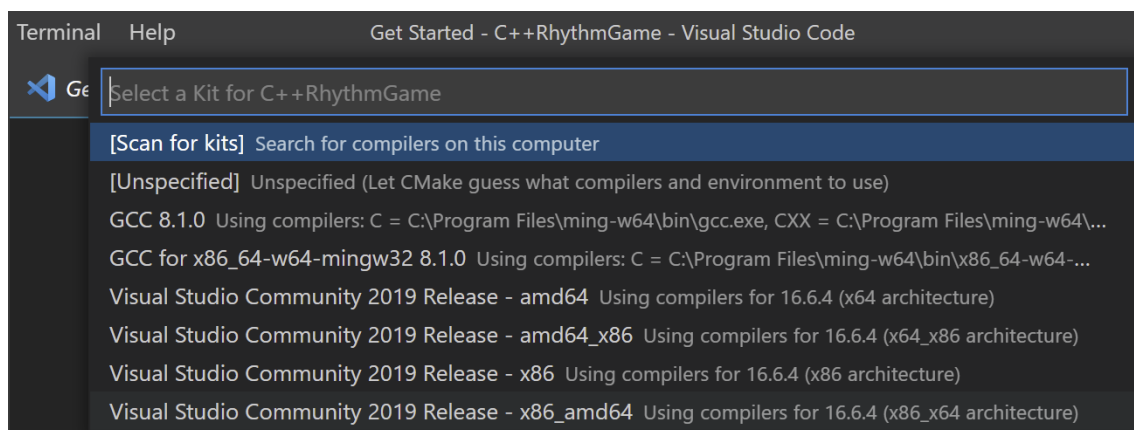 Terminal Help Get Started - C++RhythmGame - Visual Studio Code
Ge
Select a Kit for C++RhythmGame
[Scan for kits] Search for compilers on this computer
[Unspecified] Unspecified (Let CMake guess what compilers and environment to use)
GCC 8.1.0 Using compilers: C = C:\Program Files\ming-w64\bin\gcc.exe, CXX = C:\Program Files\ming-w64\...
GCC for x86_64-w64-mingw32 8.1.0 Using compilers: C = C:\Program Files\ming-w64\bin\x86_64-w64-...
Visual Studio Community 2019 Release - amd64 Using compilers for 16.6.4 (x64 architecture)
Visual Studio Community 2019 Release - amd64_x86 Using compilers for 16.6.4 (x64_x86 architecture)
Visual Studio Community 2019 Release - x86 Using compilers for 16.6.4 (x86 architecture)
Visual Studio Community 2019 Release - x86_amd64 Using compilers for 16.6.4 (x86_x64 architecture)